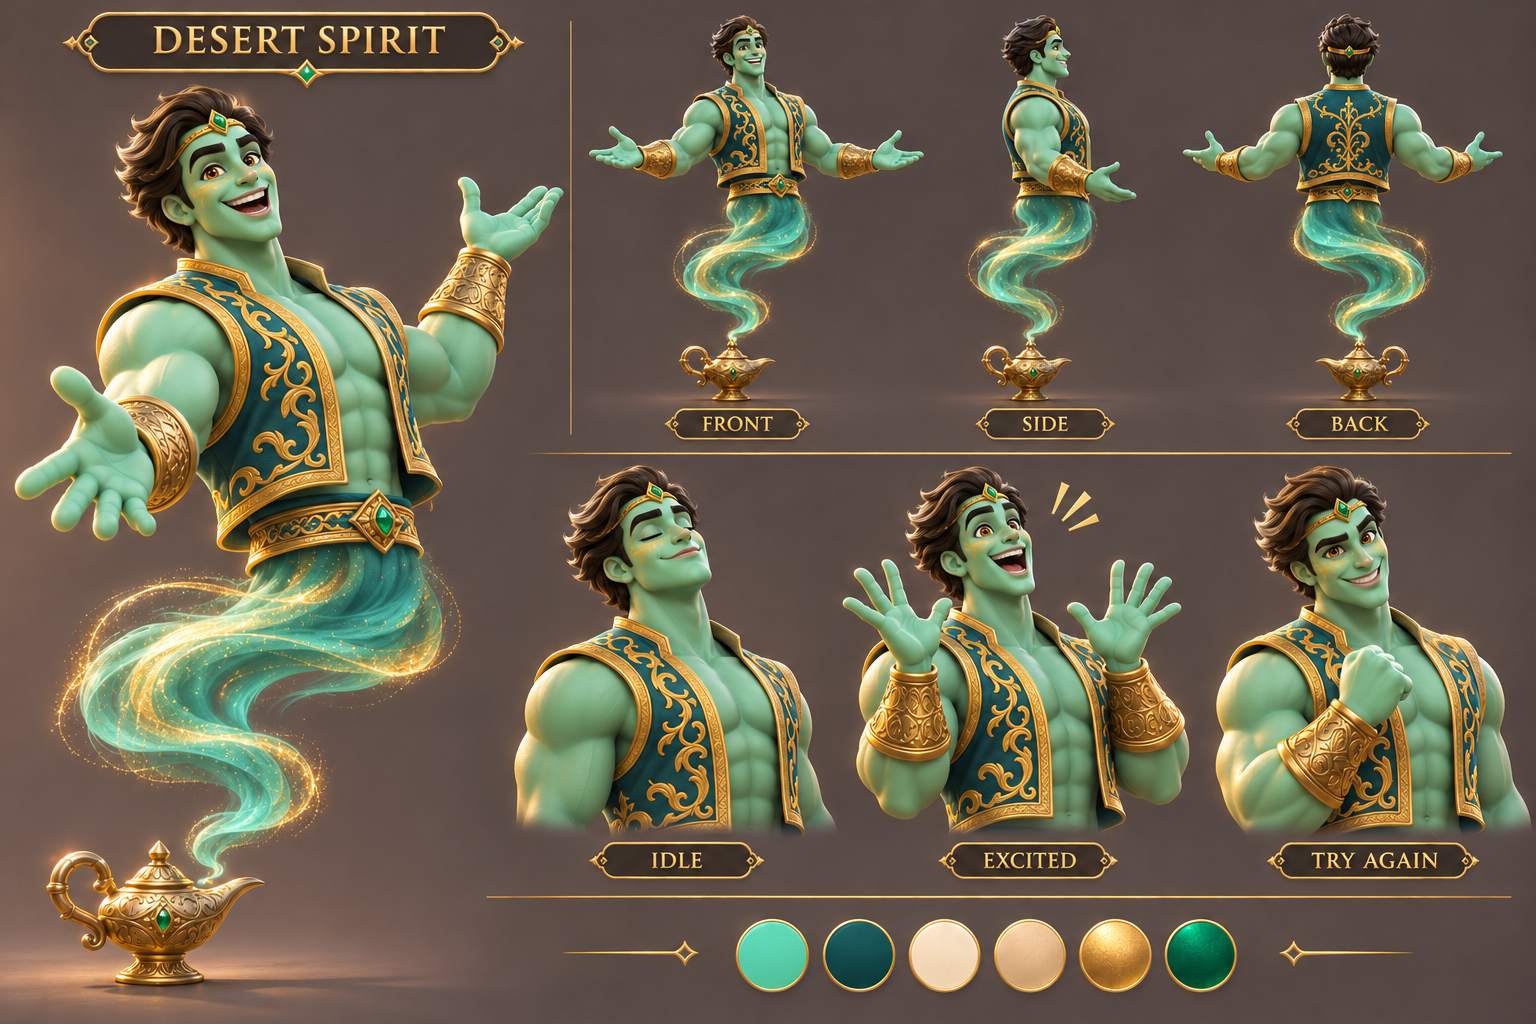 DESERT SPIRIT
FRONT
SIDE
BACK
IDLE
EXCITED
TRY AGAIN